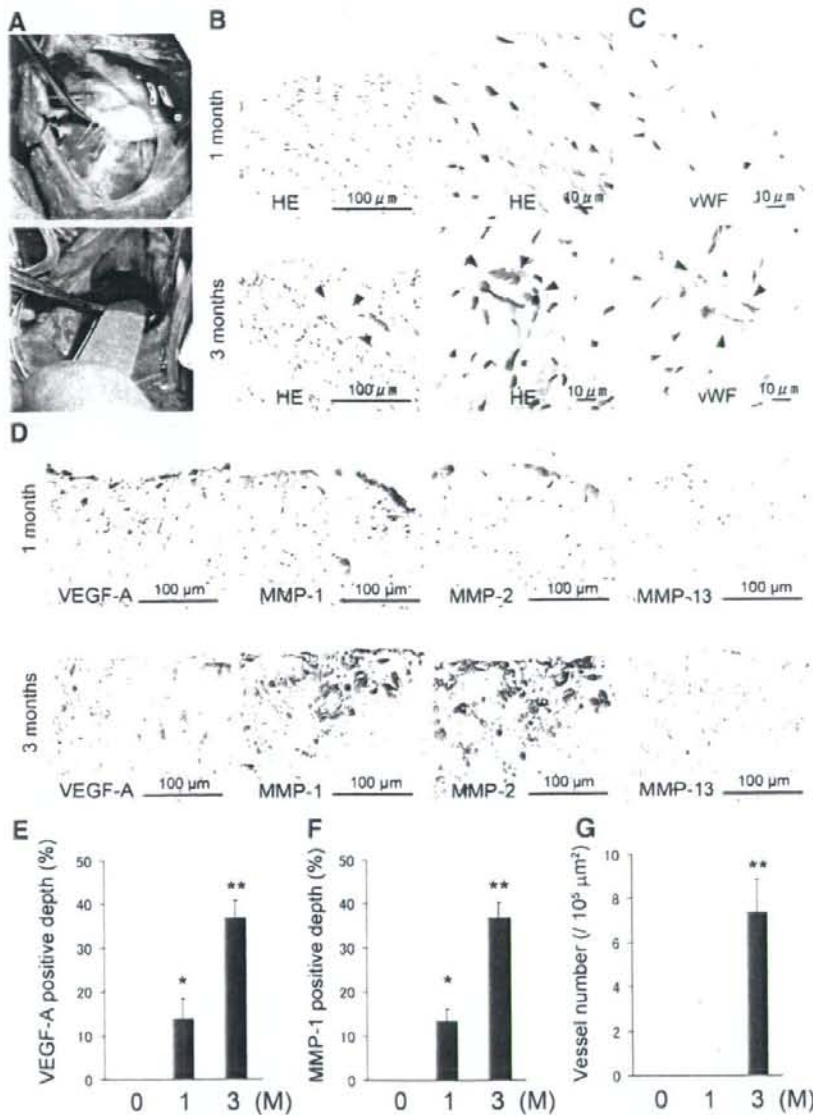 A
B
C
1 month
HE
100 μm
HE
10 μm
vWF
10 μm
3 months
HE
100 μm
HE
10 μm
vWF
10 μm
D
1 month
VEGF-A
100 μm
MMP-1
100 μm
MMP-2
100 μm
MMP-13
100 μm
3 months
VEGF-A
100 μm
MMP-1
100 μm
MMP-2
100 μm
MMP-13
100 μm
E
VEGF-A positive depth (%)
50
40
30
20
10
0
*
**
0 1 3 (M)
F
MMP-1 positive depth (%)
50
40
30
20
10
0
*
**
0 1 3 (M)
G
Vessel number (/ 10⁵ μm²)
10
8
6
4
2
0
**
0 1 3 (M)